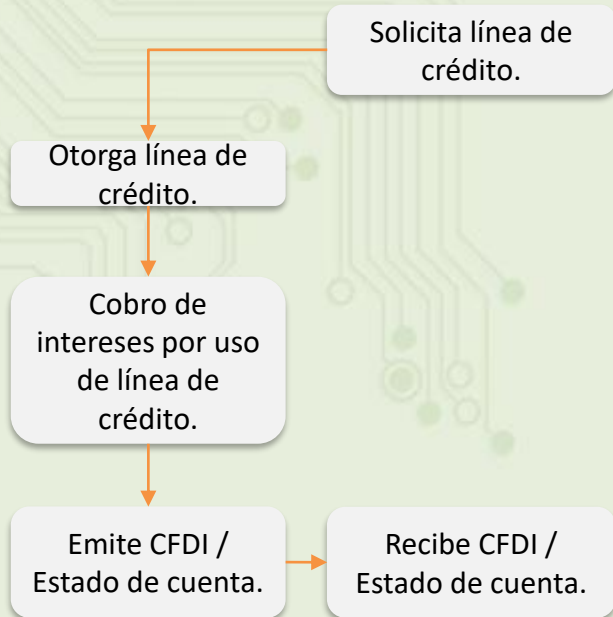 Solicita línea de
crédito.
Otorga línea de
crédito.
Cobro de
intereses por uso
de línea de
crédito.
Emite CFDI /
Estado de cuenta.
Recibe CFDI /
Estado de cuenta.